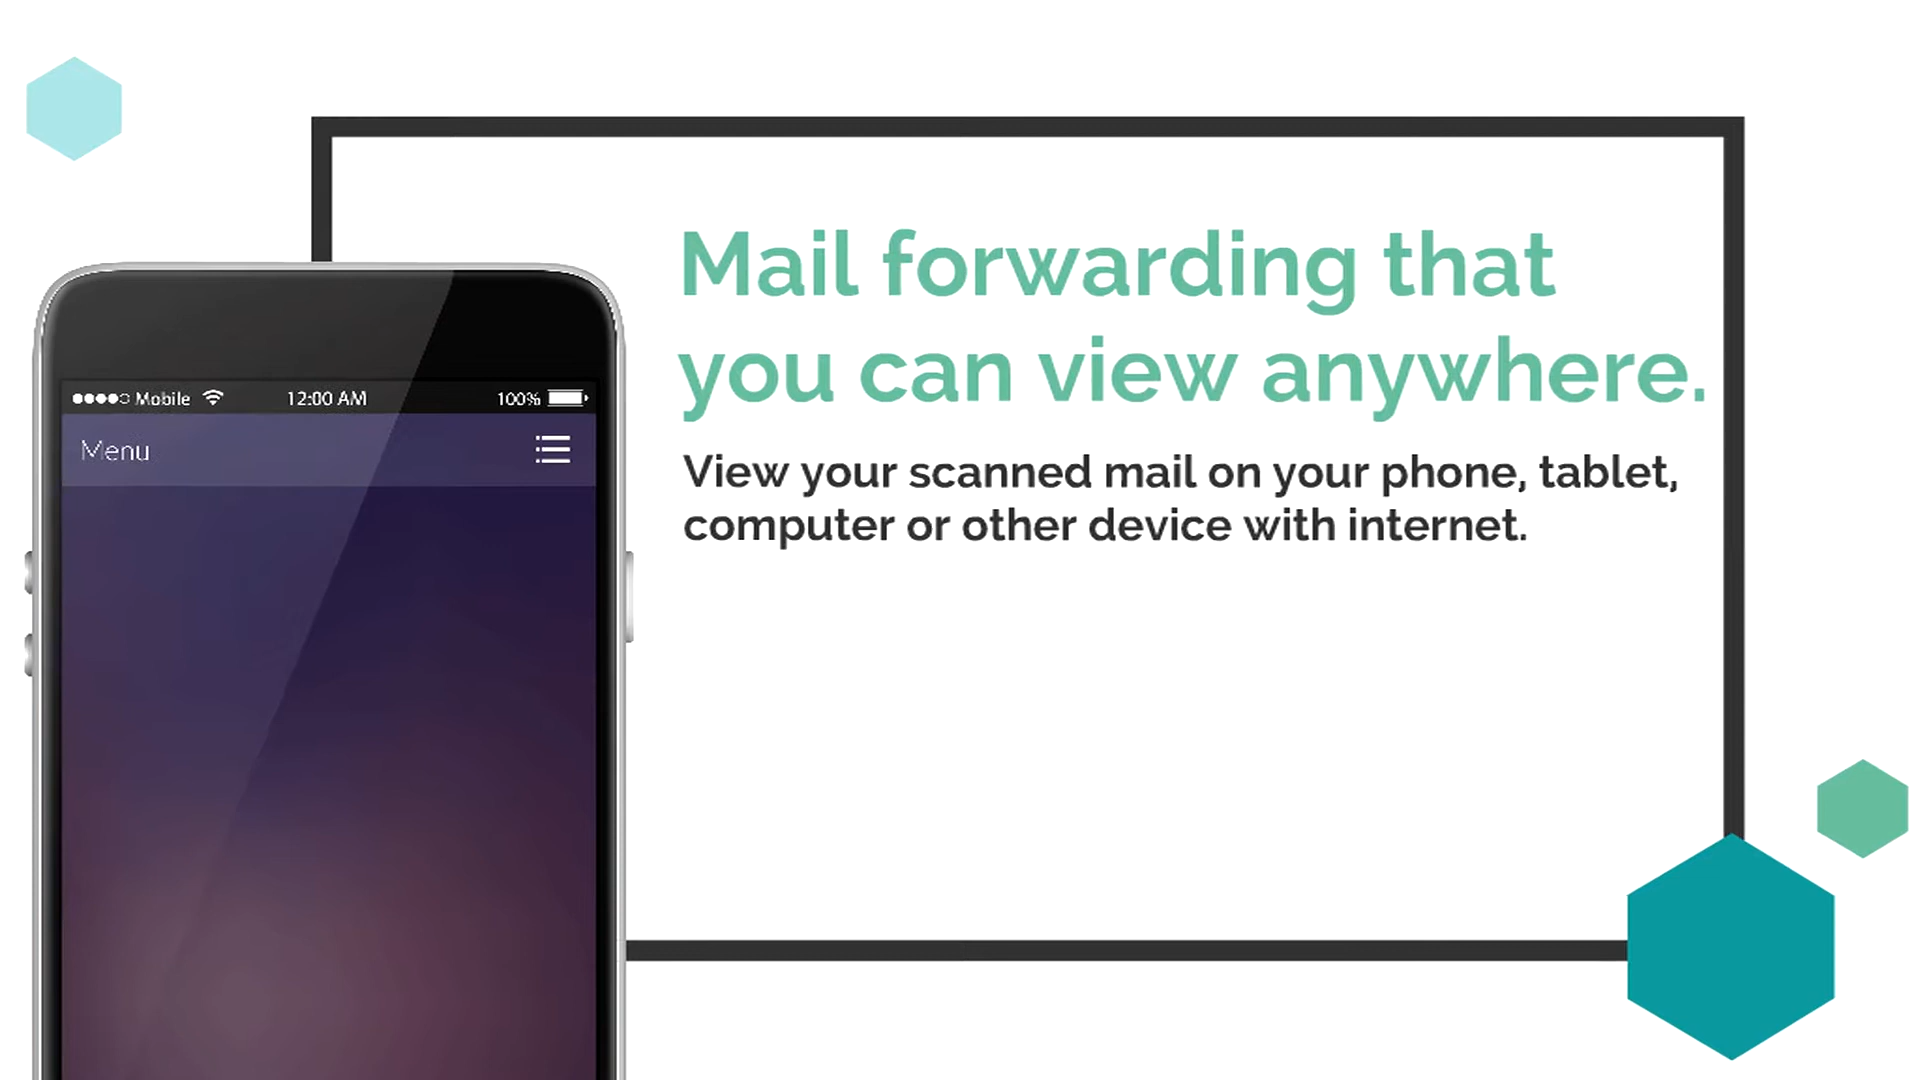 Mail forwarding that
you can view anywhere.
View your scanned mail on your phone, tablet,
computer or other device with internet.
Mobile 12:00 AM 100%
Menu